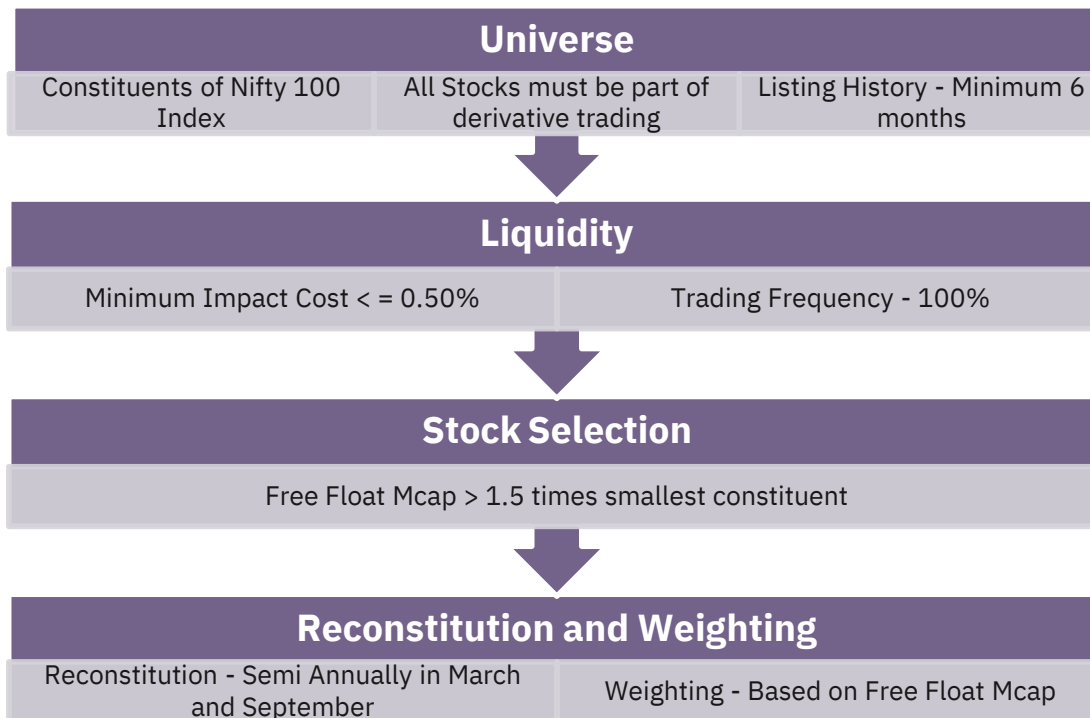 Universe
Constituents of Nifty 100
Index
All Stocks must be part of
derivative trading
Listing History - Minimum 6
months
Liquidity
Minimum Impact Cost < = 0.50%
Trading Frequency - 100%
Stock Selection
Free Float Mcap > 1.5 times smallest constituent
Reconstitution and Weighting
Reconstitution - Semi Annually in March
and September
Weighting - Based on Free Float Mcap